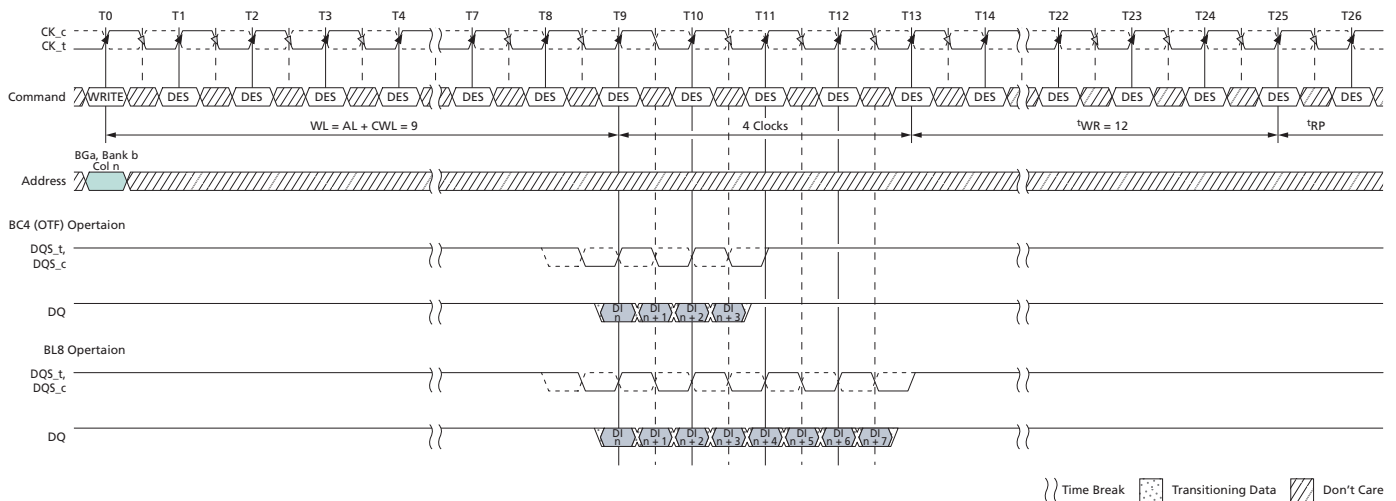 T0 T1 T2 T3 T4 T7 T8 T9 T10 T11 T12 T13 T14 T22 T23 T24 T25 T26
CK_c
CK_t
Command WRITE DES DES DES DES DES DES DES DES DES DES DES DES DES DES DES DES DES
WL = AL + CWL = 9 4 Clocks tWR = 12 tRP
BGa, Bank b
Col n
Address
BC4 (OTF) Opertaion
DQS_t,
DQS_c
DQ DI n DI n + 1 DI n + 2 DI n + 3
BL8 Opertaion
DQS_t,
DQS_c
DQ DI n DI n + 1 DI n + 2 DI n + 3 DI n + 4 DI n + 5 DI n + 6 DI n + 7
Time Break Transitioning Data Don't Care